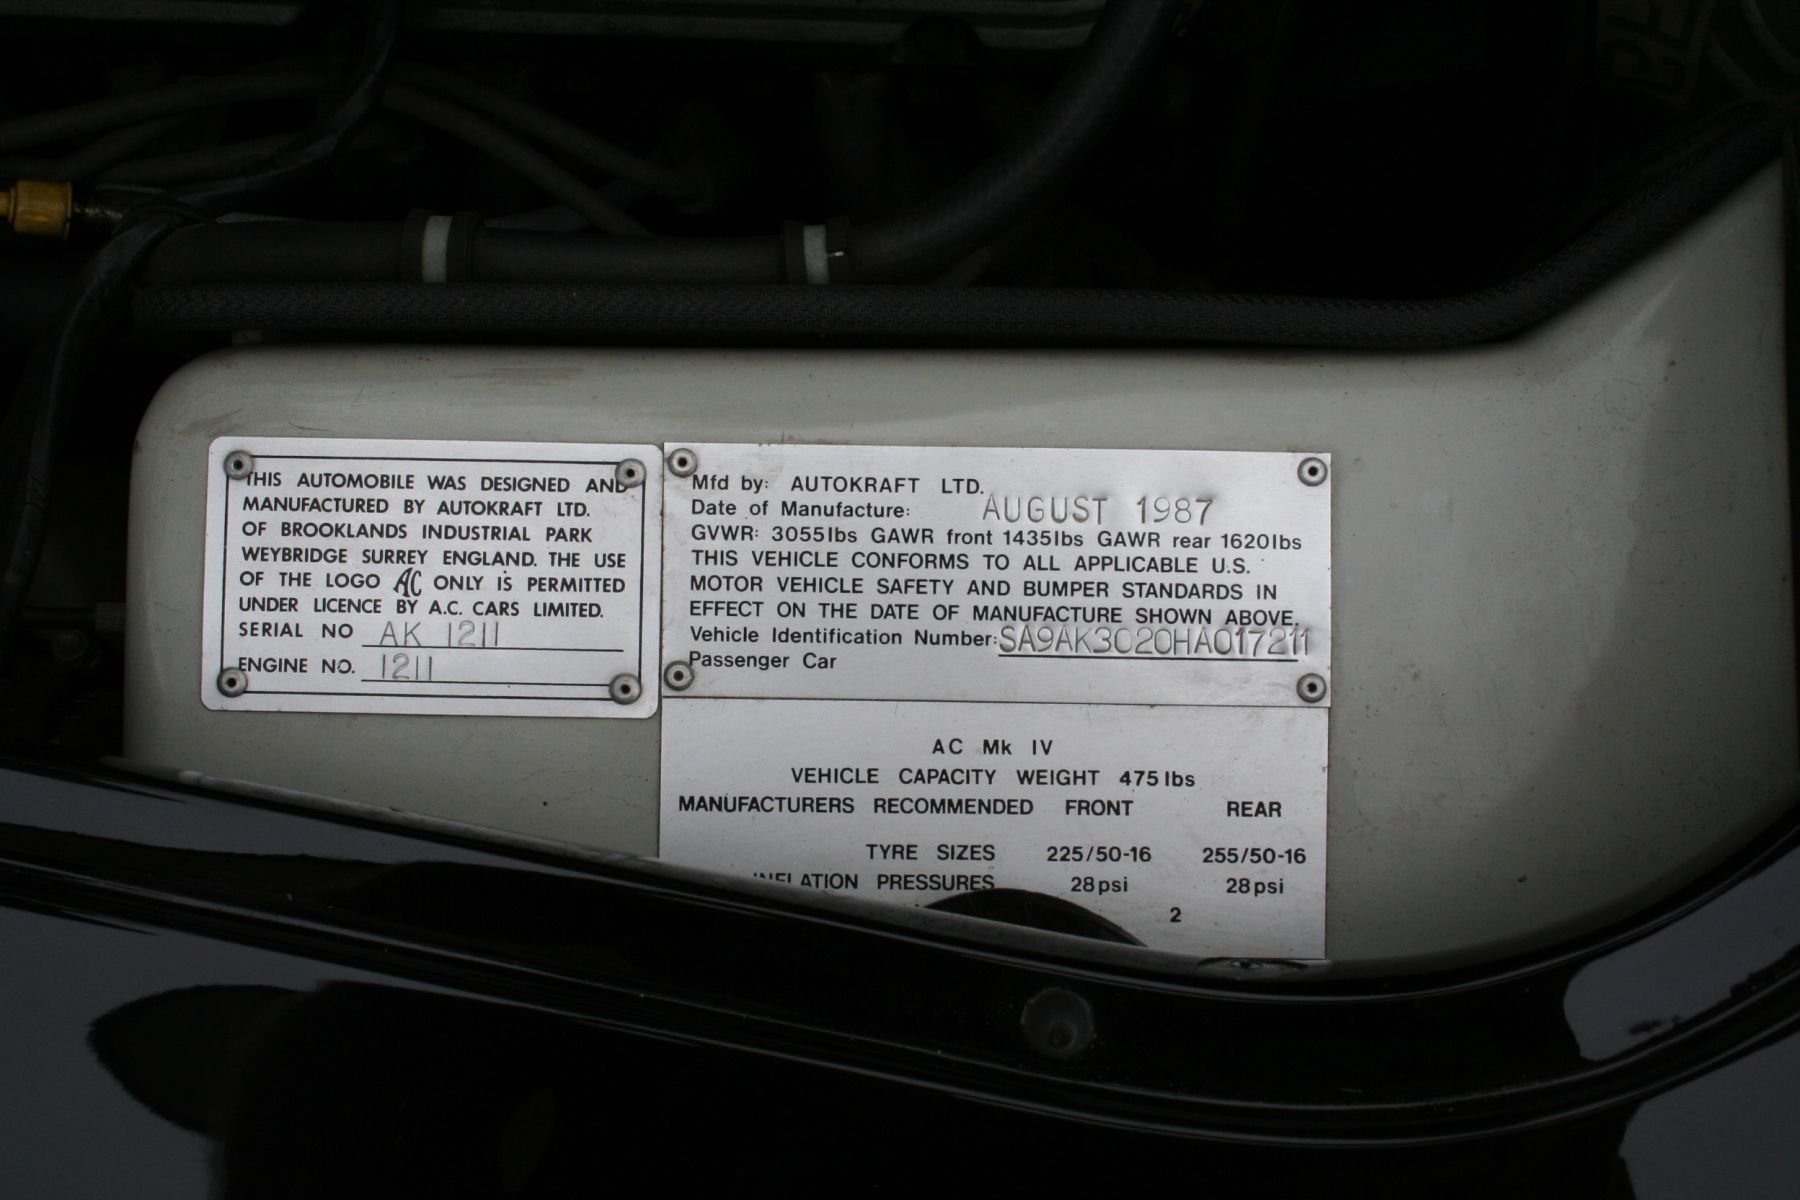 THIS AUTOMOBILE WAS DESIGNED AND
MANUFACTURED BY AUTOKRAFT LTD.
OF BROOKLANDS INDUSTRIAL PARK
WEYBRIDGE SURREY ENGLAND. THE USE
OF THE LOGO AC ONLY IS PERMITTED
UNDER LICENCE BY A.C. CARS LIMITED.
SERIAL NO AK 1211
ENGINE NO. 1211
Mfd by: AUTOKRAFT LTD.
Date of Manufacture: AUGUST 1987
GVWR: 3055lbs GAWR front 1435lbs GAWR rear 1620lbs
THIS VEHICLE CONFORMS TO ALL APPLICABLE U.S.
MOTOR VEHICLE SAFETY AND BUMPER STANDARDS IN
EFFECT ON THE DATE OF MANUFACTURE SHOWN ABOVE.
Vehicle Identification Number: SA9AK3020HA017211
Passenger Car
AC Mk IV
VEHICLE CAPACITY WEIGHT 475lbs
MANUFACTURERS RECOMMENDED FRONT REAR
TYRE SIZES 225/50-16 255/50-16
INFLATION PRESSURES 28psi 28psi
2